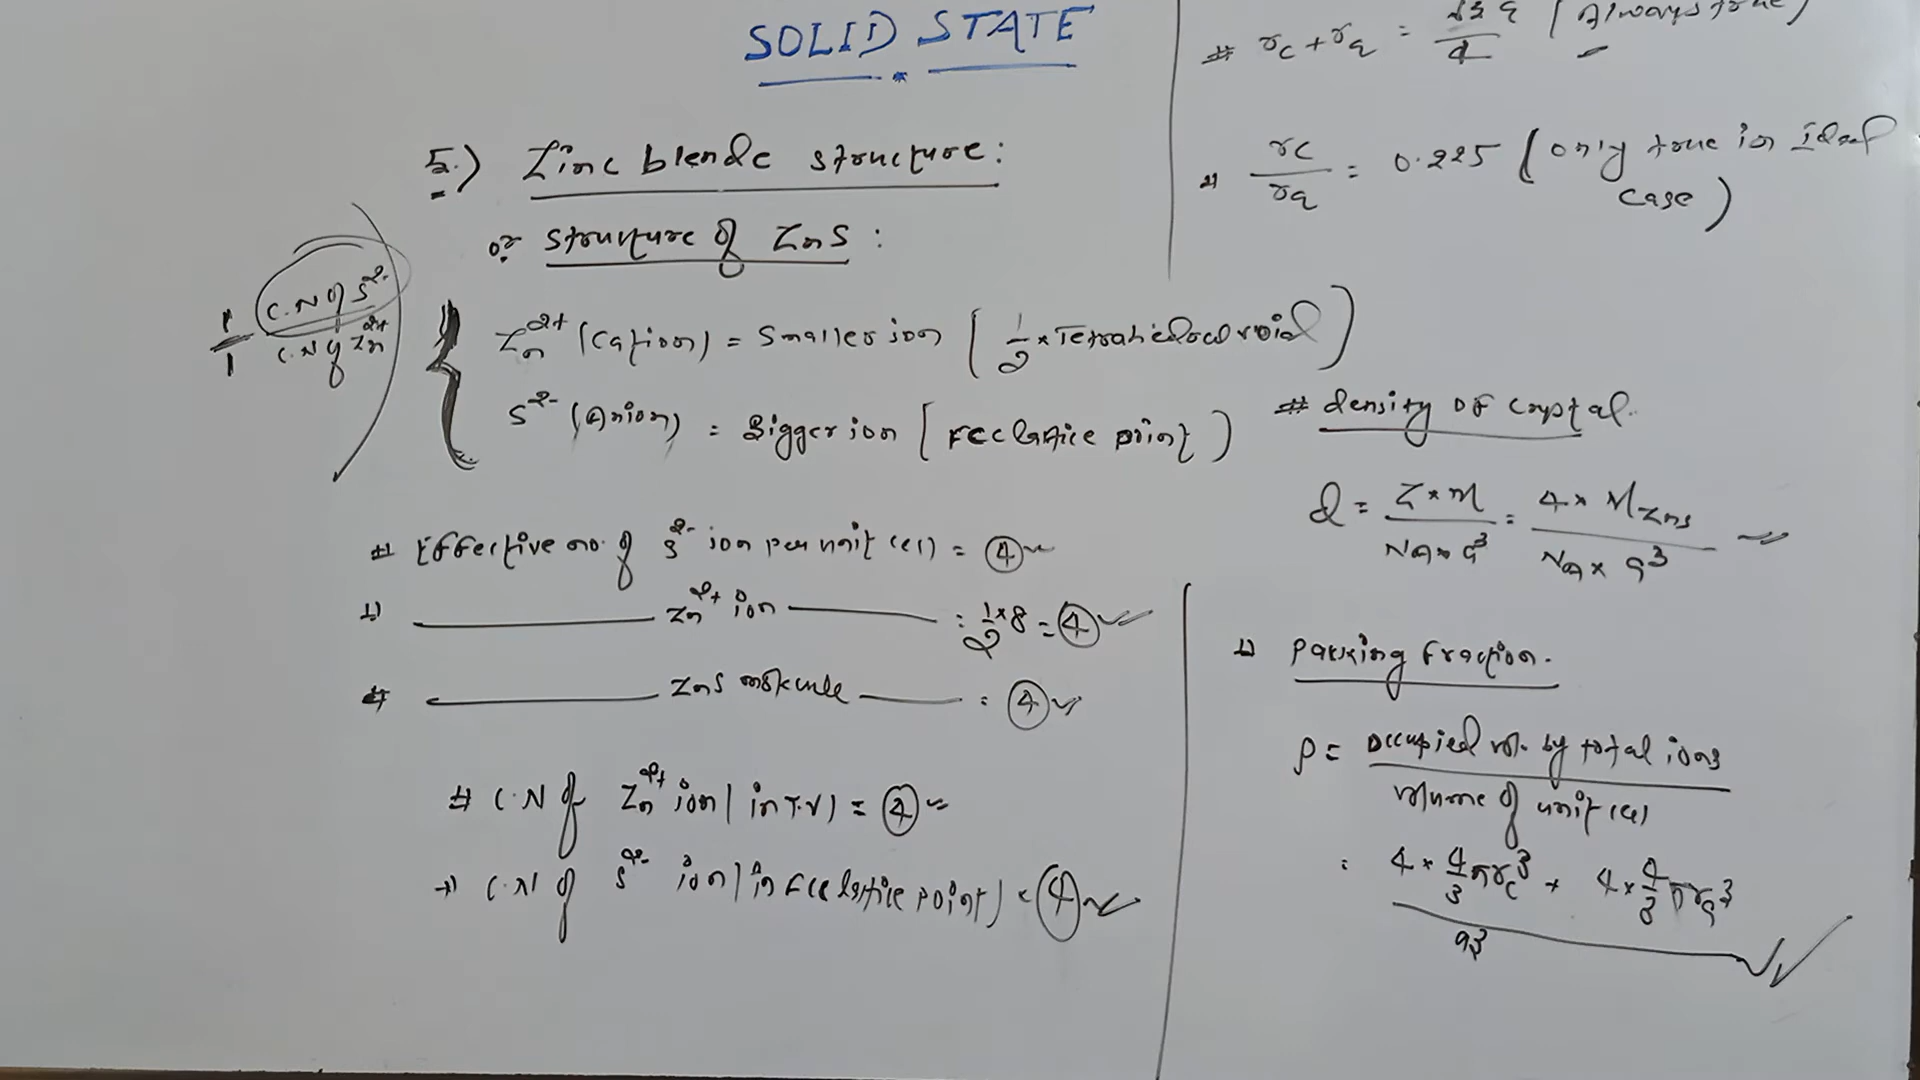 SOLID STATE
5.) Zinc blende structure:
or structure of ZnS :
1/1 C.N of S²⁻ / C.N of Zn²⁺
Zn²⁺ (Cation) = Smaller ion ( 1/2 × Tetrahedral void )
S²⁻ (Anion) = Bigger ion ( FCC lattice point )
# Effective no. of S²⁻ ion per unit cell = 4
" —— Zn²⁺ ion —— = 1/2 × 8 = 4
# —— ZnS molecule —— = 4
# C.N of Zn²⁺ ion ( in T.V ) = 4
→ C.N of S²⁻ ion ( in FCC lattice point ) = 4
# rc + ra = √3 a / 4 ( Always true )
" rc / ra = 0.225 ( only true in Ideal
case )
# density of crystal.
d = Z × M / NA × a³ = 4 × MZnS / NA × a³
" Packing fraction.
P = occupied vol. by total ions / volume of unit cell
= 4 × 4/3 πrc³ + 4 × 4/3 πra³ / a³